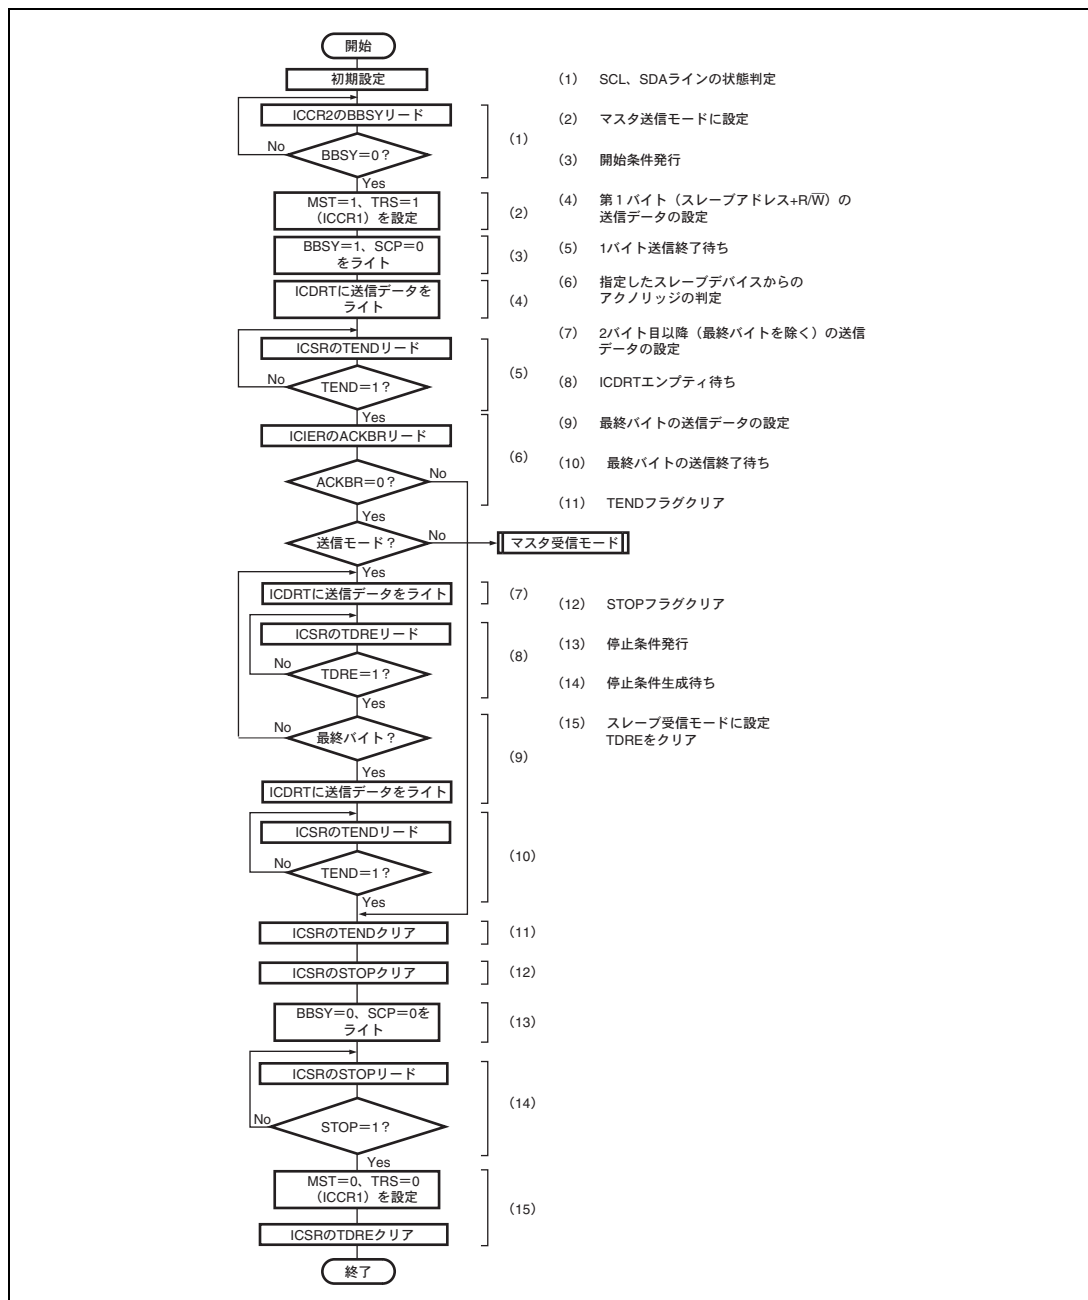 開始
初期設定
ICCR2のBBSYリード
BBSY=0?
No
Yes
(1)
MST=1、TRS=1
(ICCR1)を設定
(2)
BBSY=1、SCP=0
をライト
(3)
ICDRTに送信データを
ライト
(4)
ICSRのTENDリード
No
TEND=1?
Yes
(5)
ICIERのACKBRリード
ACKBR=0?
No
Yes
(6)
送信モード?
No
マスタ受信モード
Yes
ICDRTに送信データをライト
(7)
ICSRのTDREリード
No
TDRE=1?
Yes
(8)
No
最終バイト?
Yes
ICDRTに送信データをライト
(9)
ICSRのTENDリード
No
TEND=1?
Yes
(10)
ICSRのTENDクリア
(11)
ICSRのSTOPクリア
(12)
BBSY=0、SCP=0を
ライト
(13)
ICSRのSTOPリード
No
STOP=1?
Yes
(14)
MST=0、TRS=0
(ICCR1)を設定
ICSRのTDREクリア
(15)
終了
(1) SCL、SDAラインの状態判定
(2) マスタ送信モードに設定
(3) 開始条件発行
(4) 第1バイト(スレーブアドレス+R/W̅)の
送信データの設定
(5) 1バイト送信終了待ち
(6) 指定したスレーブデバイスからの
アクノリッジの判定
(7) 2バイト目以降(最終バイトを除く)の送信
データの設定
(8) ICDRTエンプティ待ち
(9) 最終バイトの送信データの設定
(10) 最終バイトの送信終了待ち
(11) TENDフラグクリア
(12) STOPフラグクリア
(13) 停止条件発行
(14) 停止条件生成待ち
(15) スレーブ受信モードに設定
TDREをクリア